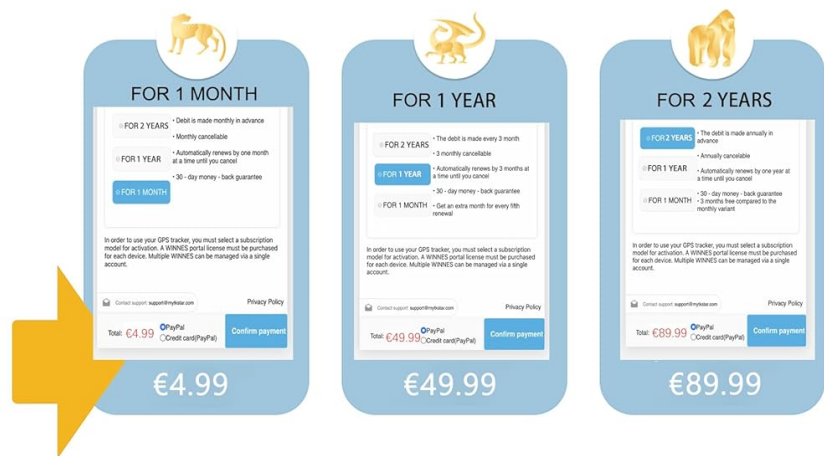 FOR 1 MONTH
FOR 2 YEARS
FOR 1 YEAR
FOR 1 MONTH
• Debit is made monthly in advance
• Monthly cancellable
• Automatically renews by one month
at a time until you cancel
• 30 - day money - back guarantee
In order to use your GPS tracker, you must select a subscription
model for activation. A WINNES portal license must be purchased
for each device. Multiple WINNES can be managed via a single
account.
Contact support: support@mytkstar.com
Privacy Policy
Total: €4.99
PayPal
Credit card(PayPal)
Confirm payment
€4.99
FOR 1 YEAR
FOR 2 YEARS
FOR 1 YEAR
FOR 1 MONTH
• The debit is made every 3 month
• 3 monthly cancellable
• Automatically renews by 3 months at
a time until you cancel
• 30 - day money - back guarantee
• Get an extra month for every fifth
renewal
In order to use your GPS tracker, you must select a subscription
model for activation. A WINNES portal license must be purchased
for each device. Multiple WINNES can be managed via a single
account.
Contact support: support@mytkstar.com
Privacy Policy
Total: €49.99
PayPal
Credit card(PayPal)
Confirm payment
€49.99
FOR 2 YEARS
FOR 2 YEARS
FOR 1 YEAR
FOR 1 MONTH
• The debit is made annually in
advance
• Annually cancelable
• Automatically renews by one year at
a time until you cancel
• 30 - day money - back guarantee
• 3 months free compared to the
monthly variant
In order to use your GPS tracker, you must select a subscription
model for activation. A WINNES portal license must be purchased
for each device. Multiple WINNES can be managed via a single
account.
Contact support: support@mytkstar.com
Privacy Policy
Total: €89.99
PayPal
Credit card(PayPal)
Confirm payment
€89.99